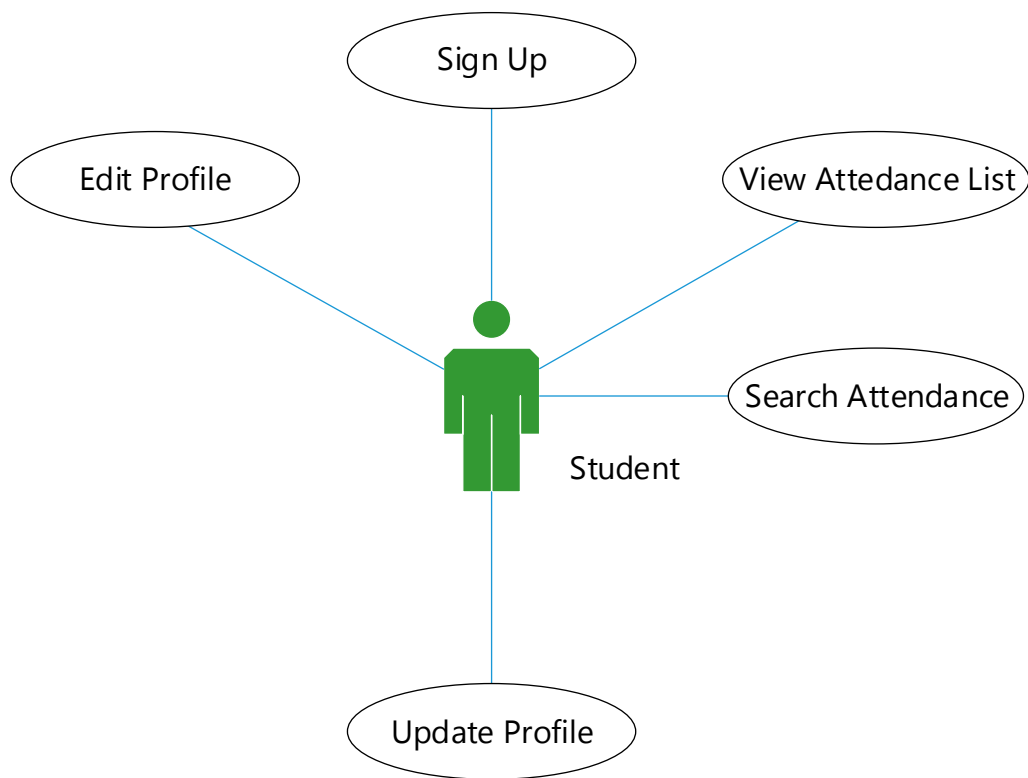 Sign Up
Edit Profile
View Attedance List
Search Attendance
Student
Update Profile